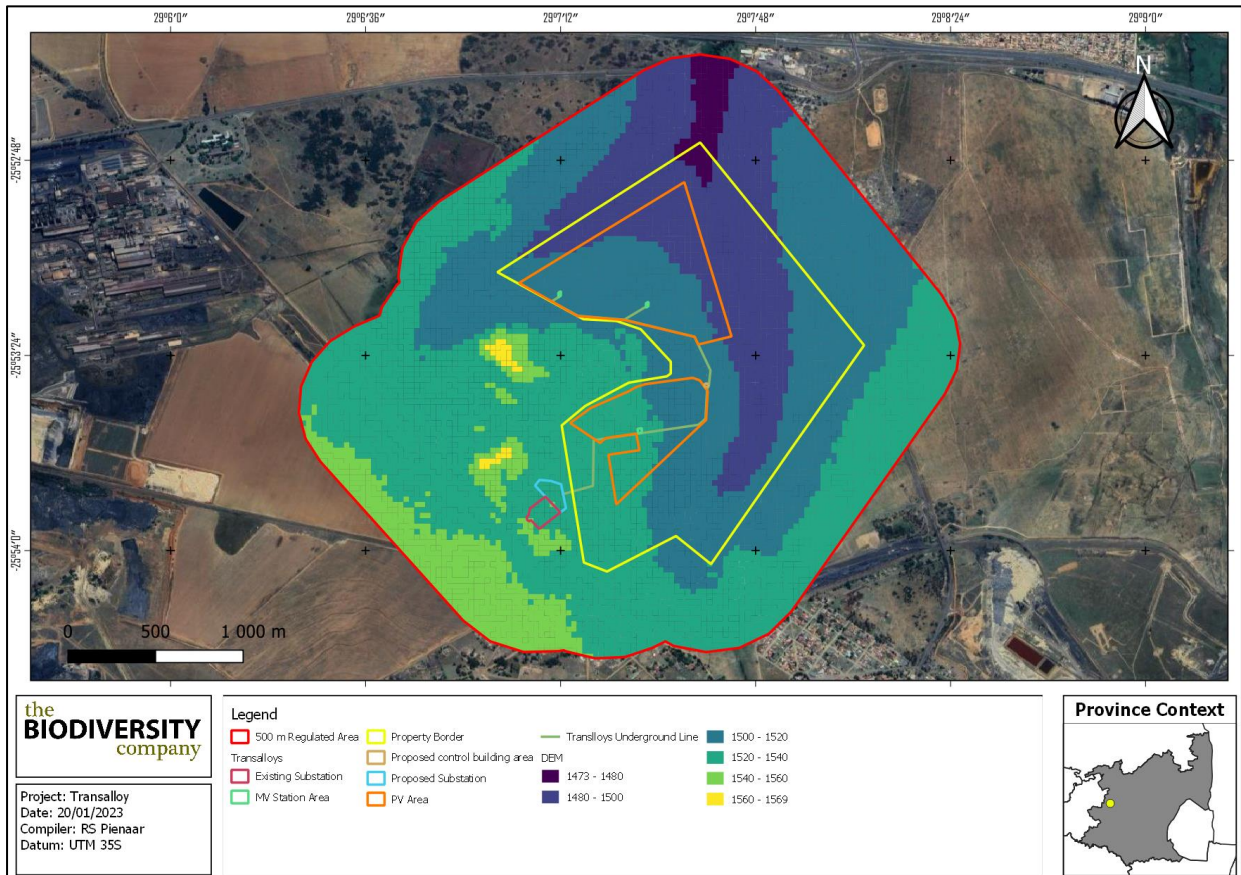 29°6'0" 29°6'36" 29°7'12" 29°7'48" 29°8'24" 29°9'0"
N
-25°52'48"
-25°53'24"
-25°54'0"
0 500 1 000 m
the
BIODIVERSITY
company
Project: Transalloy
Date: 20/01/2023
Compiler: RS Pienaar
Datum: UTM 35S
Legend
500 m Regulated Area
Transalloys
Existing Substation
MV Station Area
Property Border
Proposed control building area
Proposed Substation
PV Area
Translloys Underground Line
DEM
1473 - 1480
1480 - 1500
1500 - 1520
1520 - 1540
1540 - 1560
1560 - 1569
Province Context